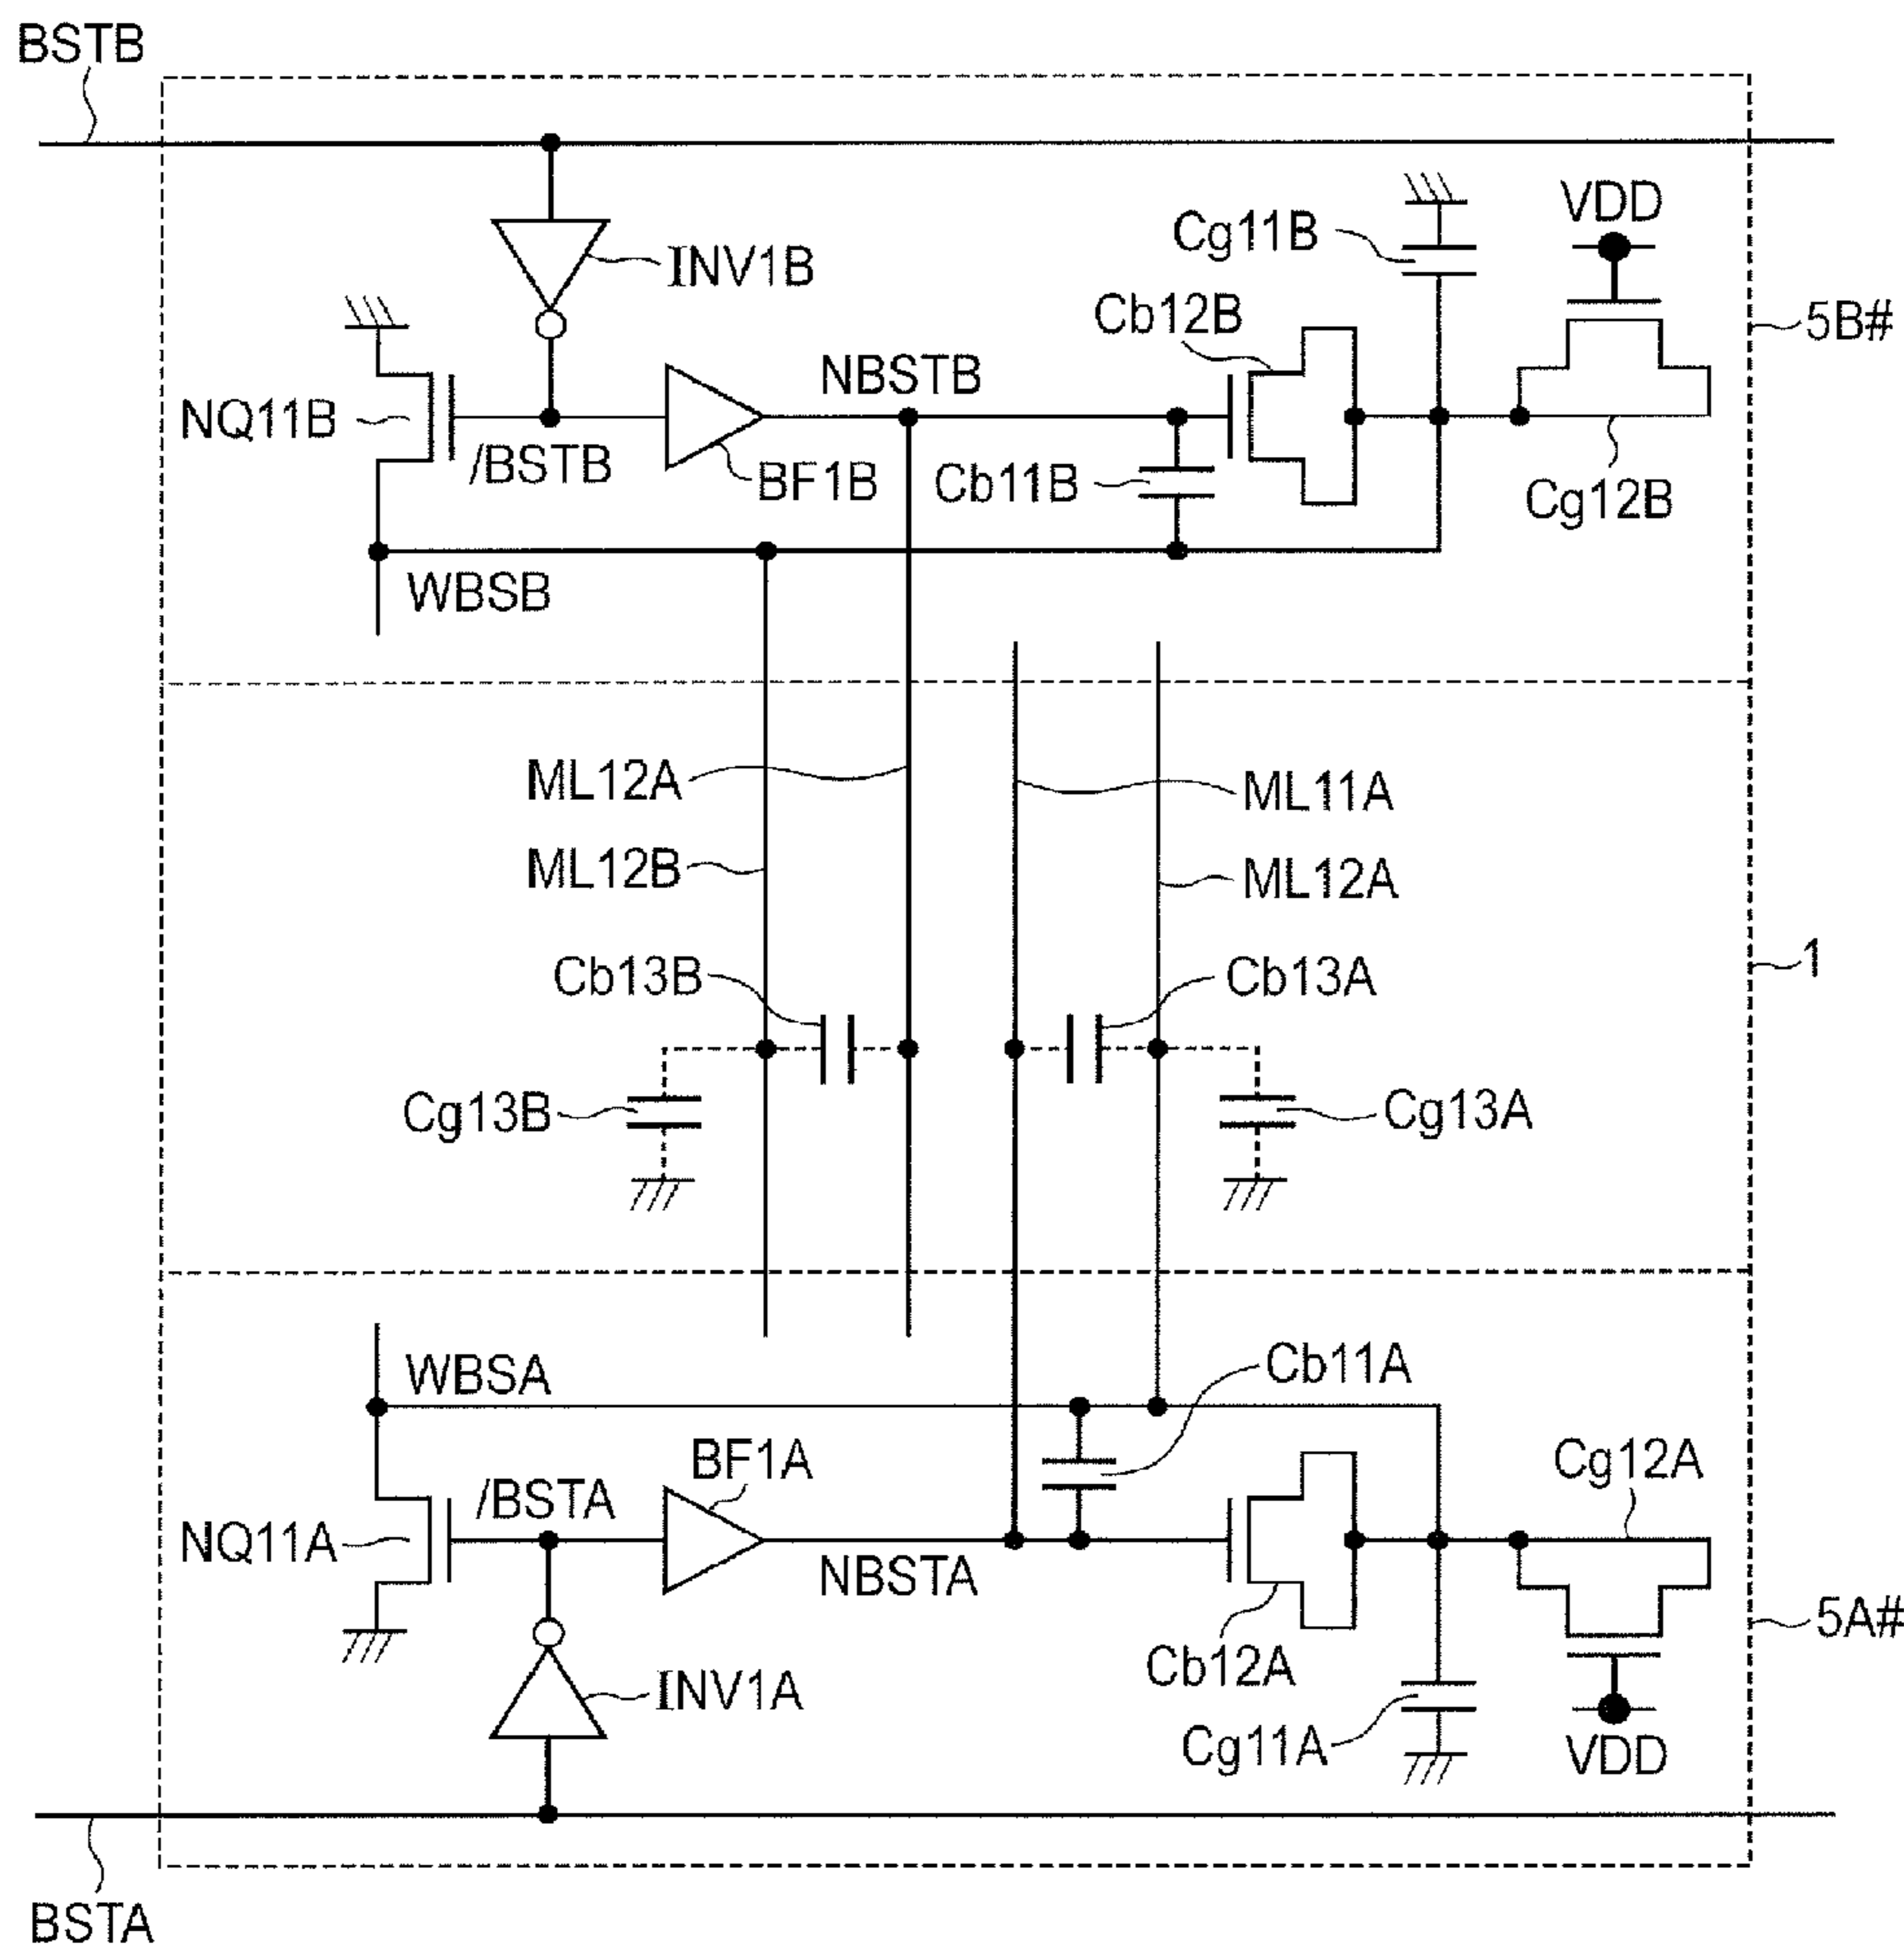 BSTB
VDD
Cg11B
INV1B
Cb12B
5B#
NBSTB
NQ11B
/BSTB
BF1B
Cb11B
Cg12B
WBSB
ML12A
ML11A
ML12B
ML12A
1
Cb13B
Cb13A
Cg13B
Cg13A
WBSA
Cb11A
BF1A
Cg12A
/BSTA
NQ11A
NBSTA
5A#
Cb12A
INV1A
Cg11A
VDD
BSTA